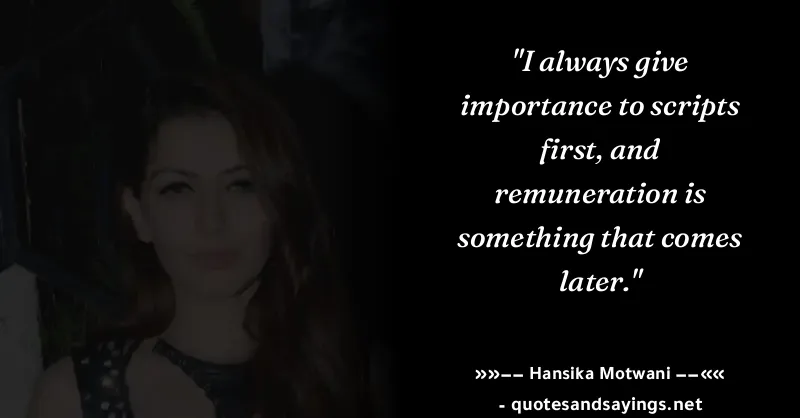 "I always give
importance to scripts
first, and
remuneration is
something that comes
later."
»»−− Hansika Motwani −−««
- quotesandsayings.net